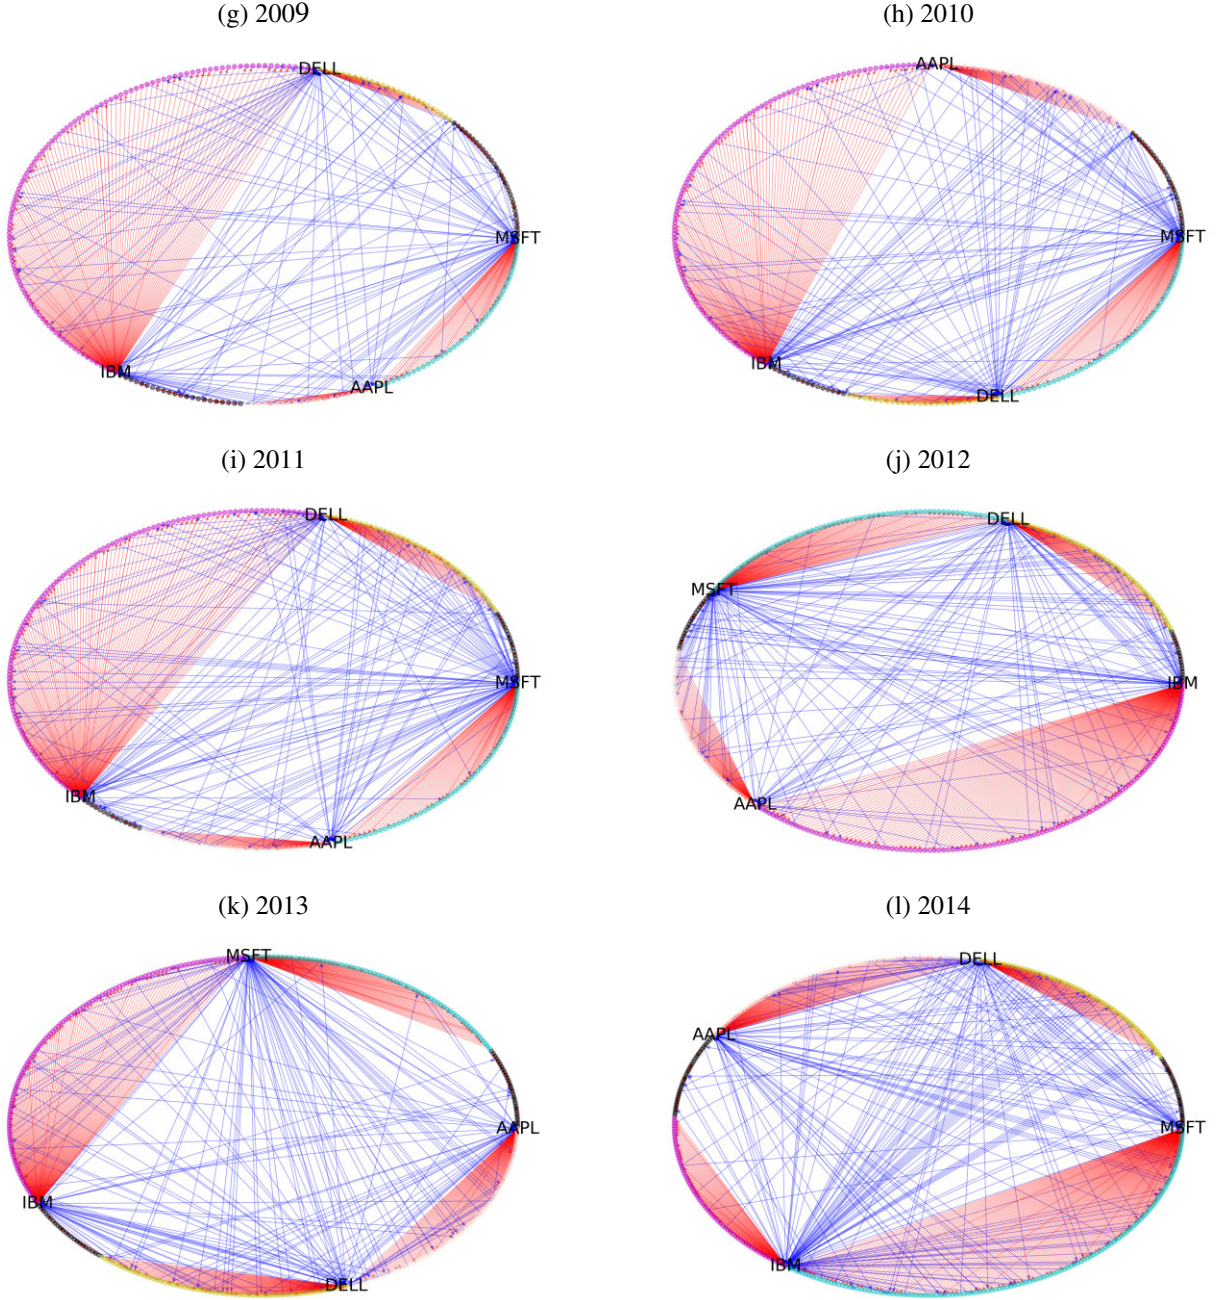 (g) 2009
(h) 2010
DELL
AAPL
MSFT
MSFT
IBM
AAPL
IBM
DELL
(i) 2011
(j) 2012
DELL
DELL
MSFT
MSFT
IBM
IBM
AAPL
AAPL
(k) 2013
(l) 2014
MSFT
DELL
AAPL
AAPL
MSFT
IBM
DELL
IBM